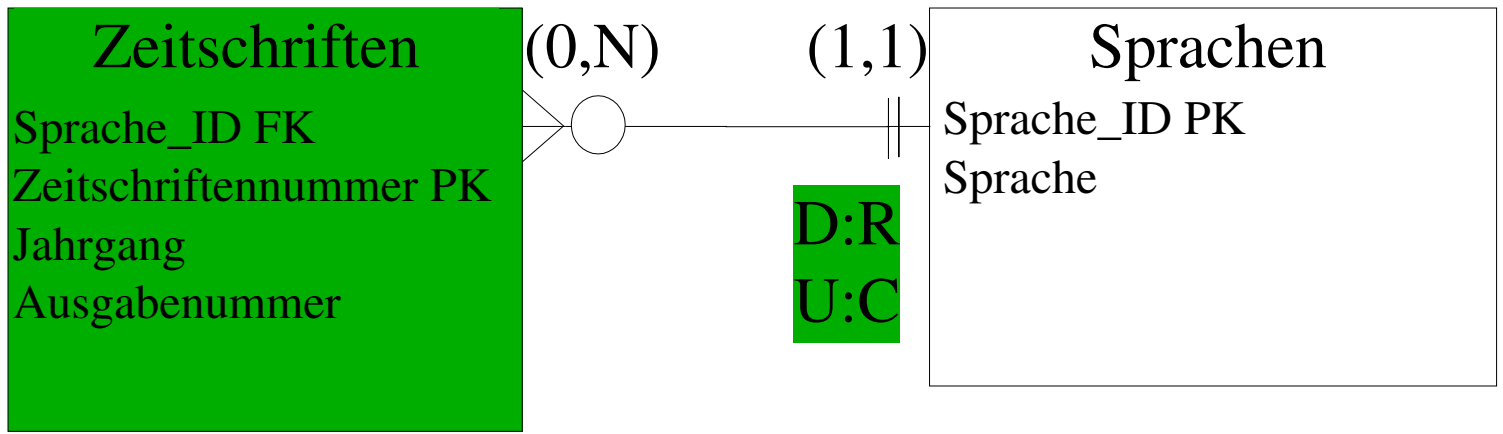 Zeitschriften
Sprache_ID FK
Zeitschriftennummer PK
Jahrgang
Ausgabenummer
(0,N)
(1,1)
D:R
U:C
Sprachen
Sprache_ID PK
Sprache